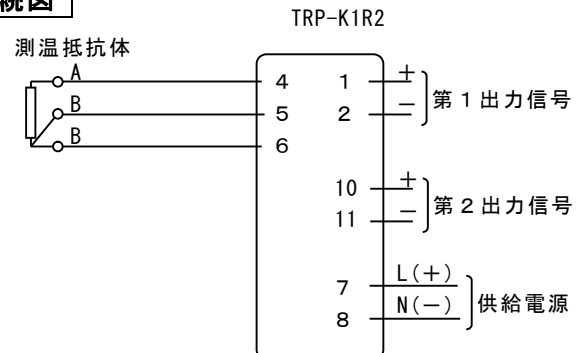 続図
TRP-K1R2
測温抵抗体
A
B
B
4
5
6
1 +
2 −
第１出力信号
10 +
11 −
第２出力信号
7 L(+)
8 N(−)
供給電源